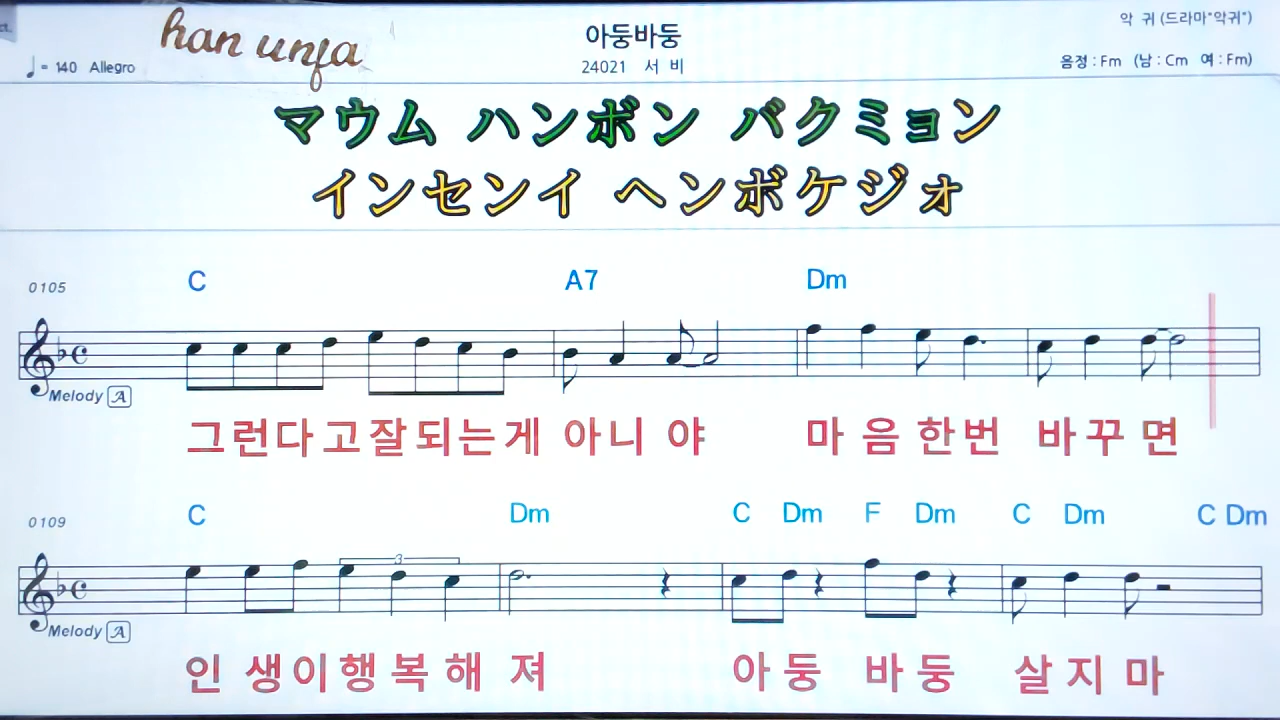 ct.
han unfa
아둥바둥
악 귀 (드라마"악귀")
♩= 140 Allegro
24021 서 비
음정 : Fm (남 : Cm 여 : Fm)
マウム ハンボン バクミョン
インセンイ ヘンボケジォ
0105 C A7 Dm
Melody A
그런다고잘되는게 아니 야 마 음 한번 바꾸 면
0109 C Dm C Dm F Dm C Dm C Dm
3
Melody A
인 생이행복해 져 아 둥 바 둥 살 지 마